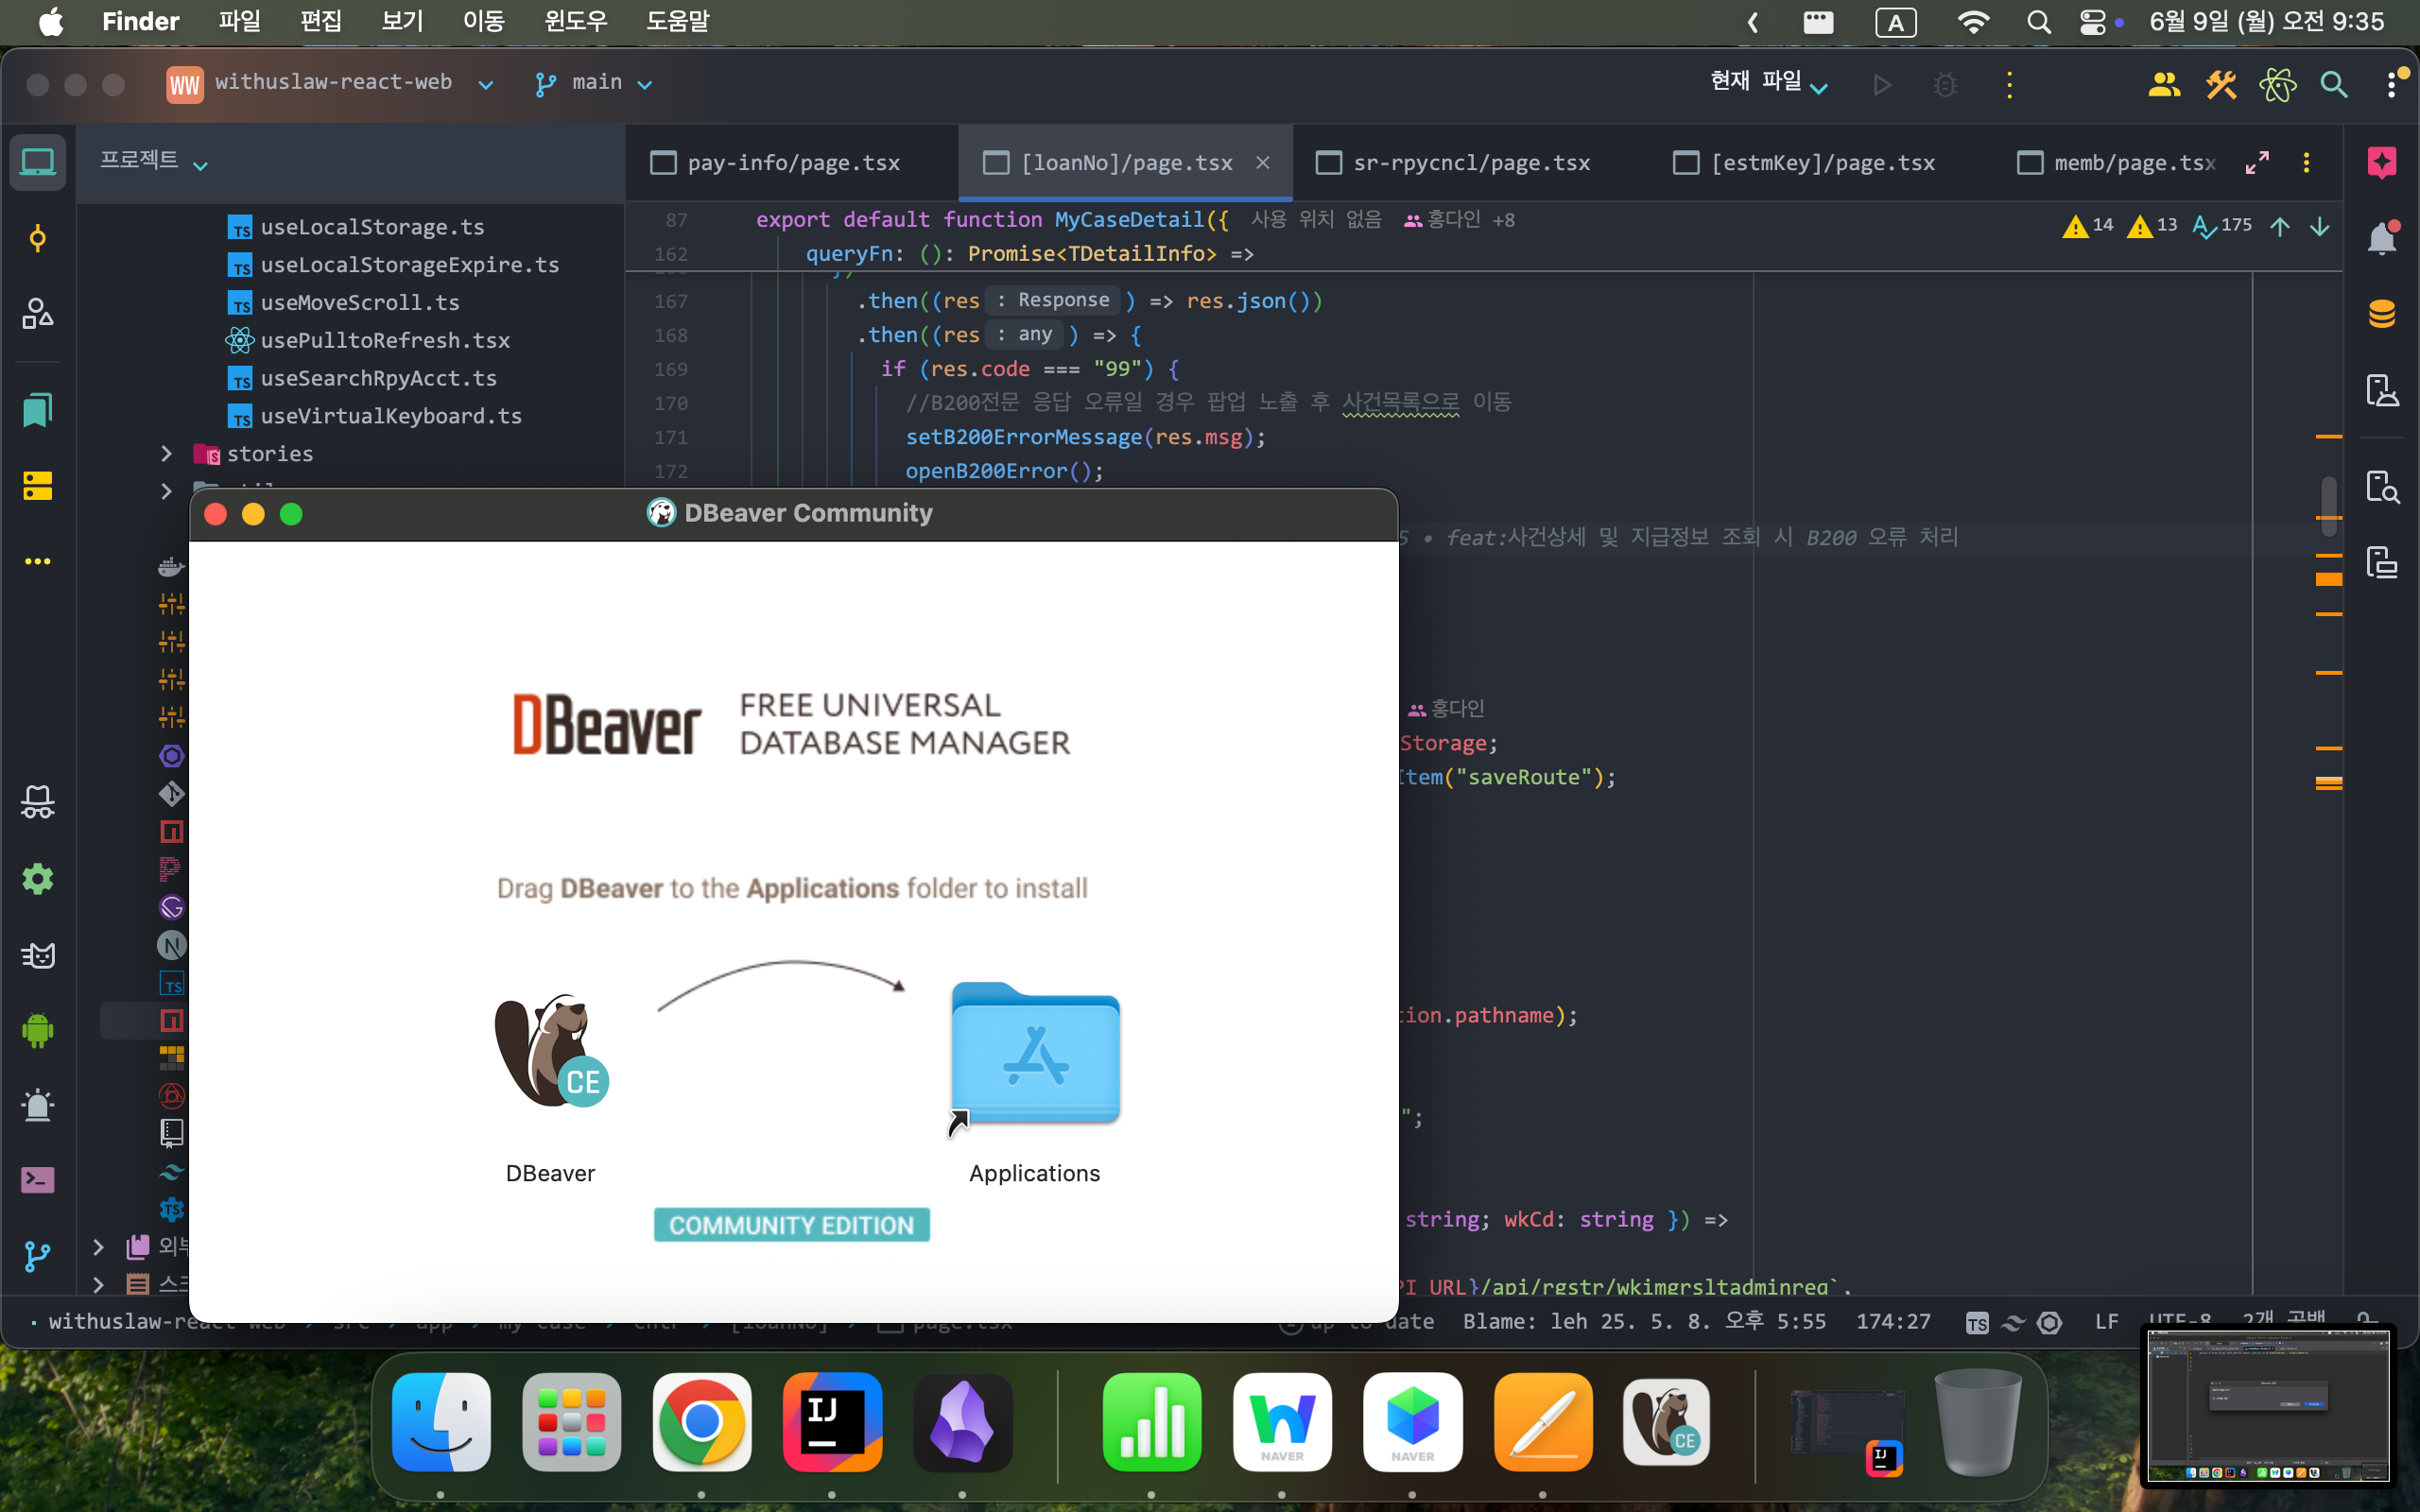 Finder 파일 편집 보기 이동 윈도우 도움말
A
6월 9일 (월) 오전 9:35
WW withuslaw-react-web main
현재 파일
프로젝트
pay-info/page.tsx [loanNo]/page.tsx sr-rpycncl/page.tsx [estmKey]/page.tsx memb/page.tsx
useLocalStorage.ts
useLocalStorageExpire.ts
useMoveScroll.ts
usePulltoRefresh.tsx
useSearchRpyAcct.ts
useVirtualKeyboard.ts
stories
87 export default function MyCaseDetail({ 사용 위치 없음 홍다인 +8
14 13 175
162 queryFn: (): Promise<TDetailInfo> =>
167 .then((res : Response ) => res.json())
168 .then((res : any ) => {
169 if (res.code === "99") {
170 //B200전문 응답 오류일 경우 팝업 노출 후 사건목록으로 이동
171 setB200ErrorMessage(res.msg);
172 openB200Error();
5 • feat:사건상세 및 지급정보 조회 시 B200 오류 처리
홍다인
Storage;
Item("saveRoute");
tion.pathname);
";
string; wkCd: string }) =>
PI_URL}/api/rgstr/wkimgrsltadminreq`,
DBeaver Community
DBeaver
FREE UNIVERSAL
DATABASE MANAGER
Drag DBeaver to the Applications folder to install
CE
DBeaver
Applications
COMMUNITY EDITION
withuslaw-react-web src app my-case cntr [loanNo] page.tsx
up to date Blame: leh 25. 5. 8. 오후 5:55 174:27 TS LF UTF-8 2개 공백
IJ
NAVER
NAVER
CE
IJ